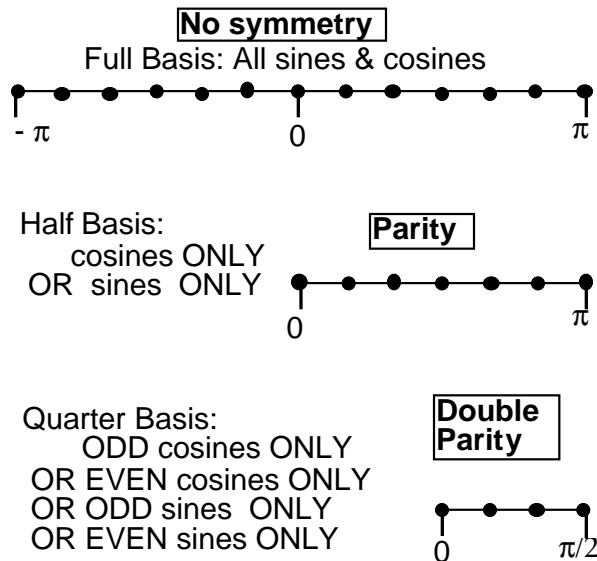 No symmetry
Full Basis: All sines & cosines
- π
0
π
Half Basis:
cosines ONLY
OR sines ONLY
Parity
0
π
Quarter Basis:
ODD cosines ONLY
OR EVEN cosines ONLY
OR ODD sines ONLY
OR EVEN sines ONLY
Double
Parity
0
π/2